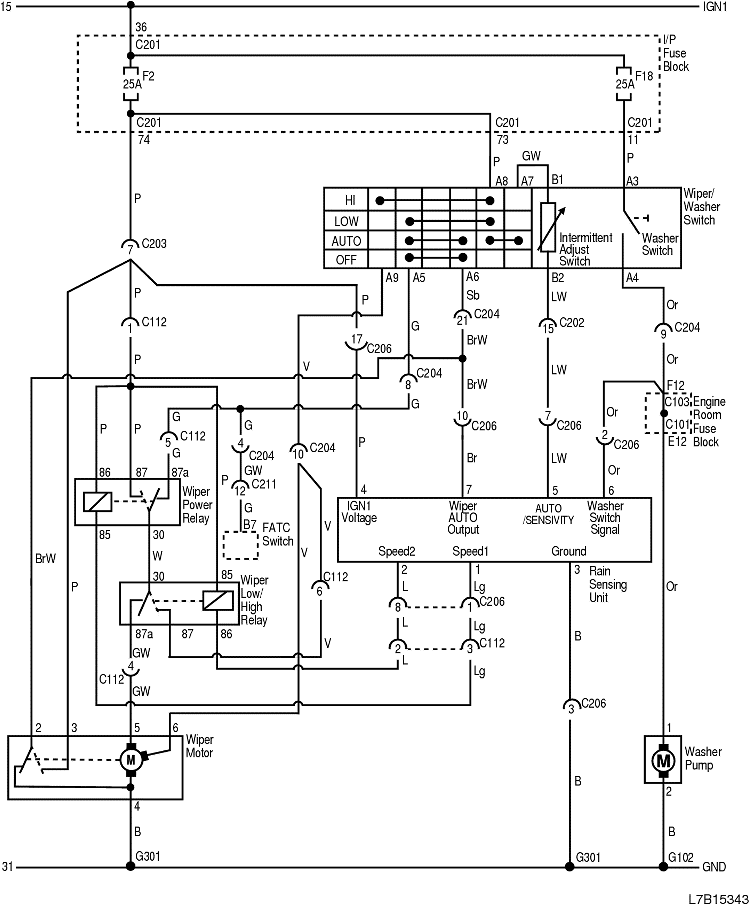 15
IGN1
36
C201
I/P
Fuse
Block
F2
25A
F18
25A
C201
74
C201
73
C201
11
P
GW
P
P
A8
A7
B1
A3
HI
LOW
AUTO
OFF
Intermittent
Adjust
Switch
Washer
Switch
Wiper/
Washer
Switch
7
C203
A9
A5
A6
B2
A4
P
P
G
Sb
LW
Or
1
C112
17
C206
21
C204
15
C202
9
C204
P
V
BrW
Or
8
C204
BrW
LW
F12
C103
C101
E12
Engine
Room
Fuse
Block
G
G
5
C112
G
4
C204
GW
12
C211
G
B7
FATC
Switch
10
C204
10
C206
7
C206
Or
2
C206
P
P
P
P
Br
LW
Or
86
87
87a
Wiper
Power
Relay
85
30
W
4
7
5
6
IGN1
Voltage
Wiper
AUTO
Output
AUTO
/SENSIVITY
Washer
Switch
Signal
Speed2
Speed1
Ground
Rain
Sensing
Unit
2
1
3
V
V
BrW
P
30
85
Wiper
Low/
High
Relay
87a
87
86
C112
6
V
L
Lg
8
1
C206
L
Lg
2
3
C112
L
Lg
B
Or
GW
4
C112
GW
3
C206
2
3
5
6
Wiper
Motor
M
4
B
G301
B
G301
1
M
Washer
Pump
2
B
G102
31
GND
L7B15343